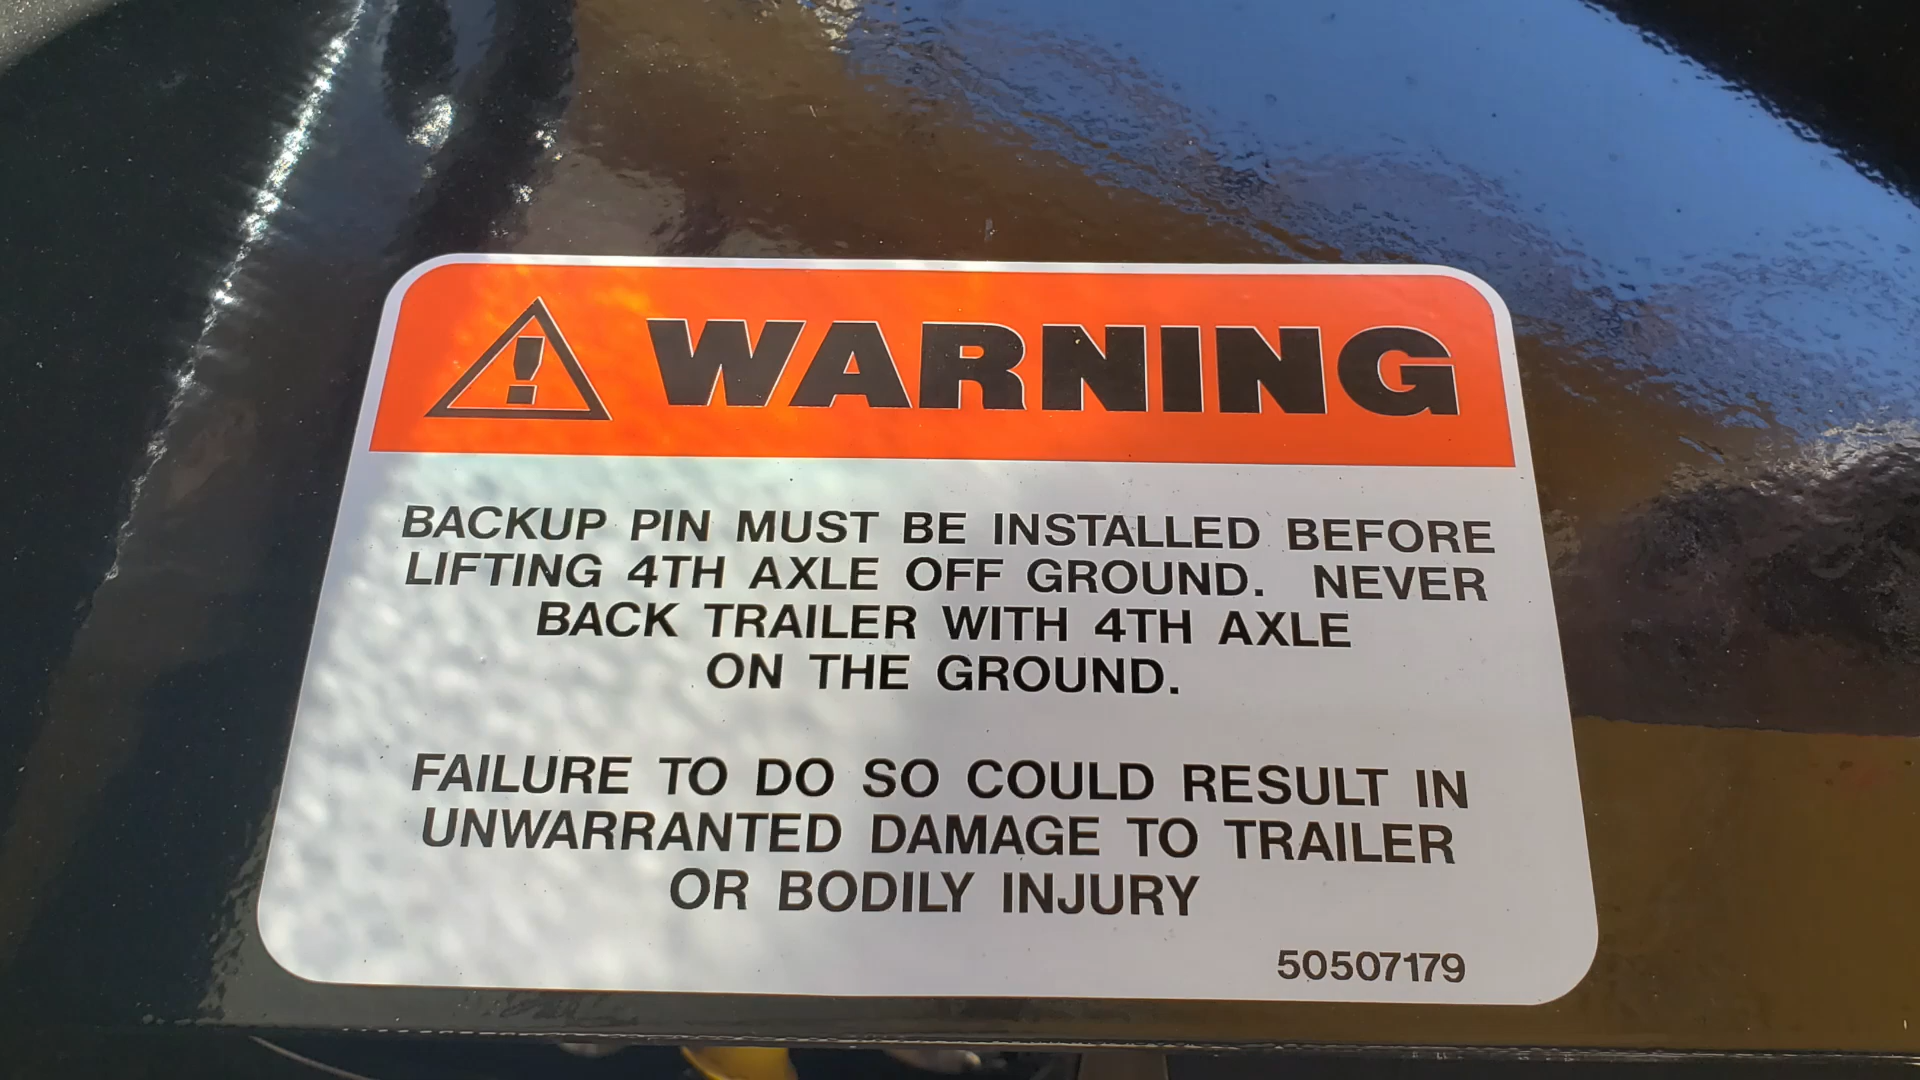 WARNING
BACKUP PIN MUST BE INSTALLED BEFORE
LIFTING 4TH AXLE OFF GROUND. NEVER
BACK TRAILER WITH 4TH AXLE
ON THE GROUND.
FAILURE TO DO SO COULD RESULT IN
UNWARRANTED DAMAGE TO TRAILER
OR BODILY INJURY
50507179